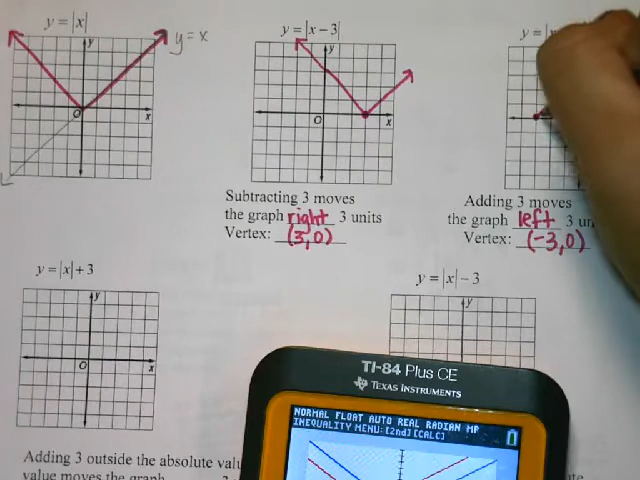 y = |x|
y
O
x
y = x
y = |x − 3|
y
O
x
Subtracting 3 moves
the graph right 3 units
Vertex: (3, 0)
y =
Adding 3 moves
the graph left 3
Vertex: (−3, 0)
y = |x| + 3
y
O
x
y = |x| − 3
y
Adding 3 outside the absolute
value moves the graph
TI-84 Plus CE
TEXAS INSTRUMENTS
NORMAL FLOAT AUTO REAL RADIAN MP
INEQUALITY MENU:[2nd][CALC]